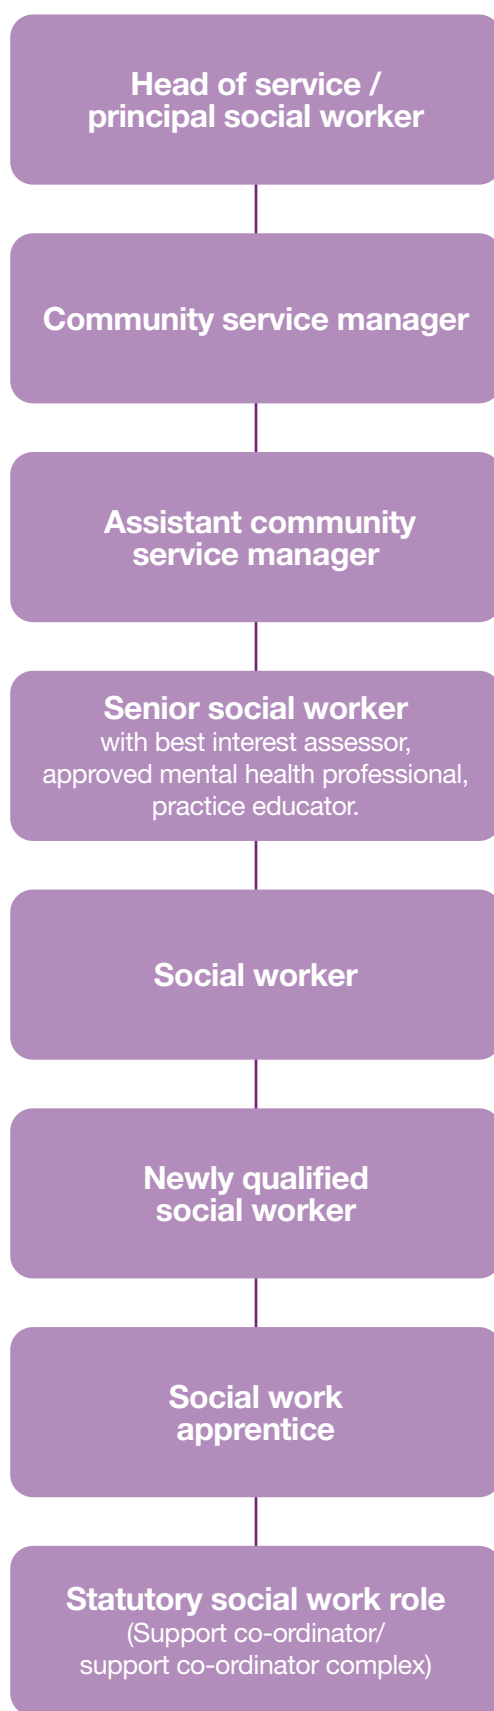 Head of service /
principal social worker
Community service manager
Assistant community
service manager
Senior social worker
with best interest assessor,
approved mental health professional,
practice educator.
Social worker
Newly qualified
social worker
Social work
apprentice
Statutory social work role
(Support co-ordinator/
support co-ordinator complex)